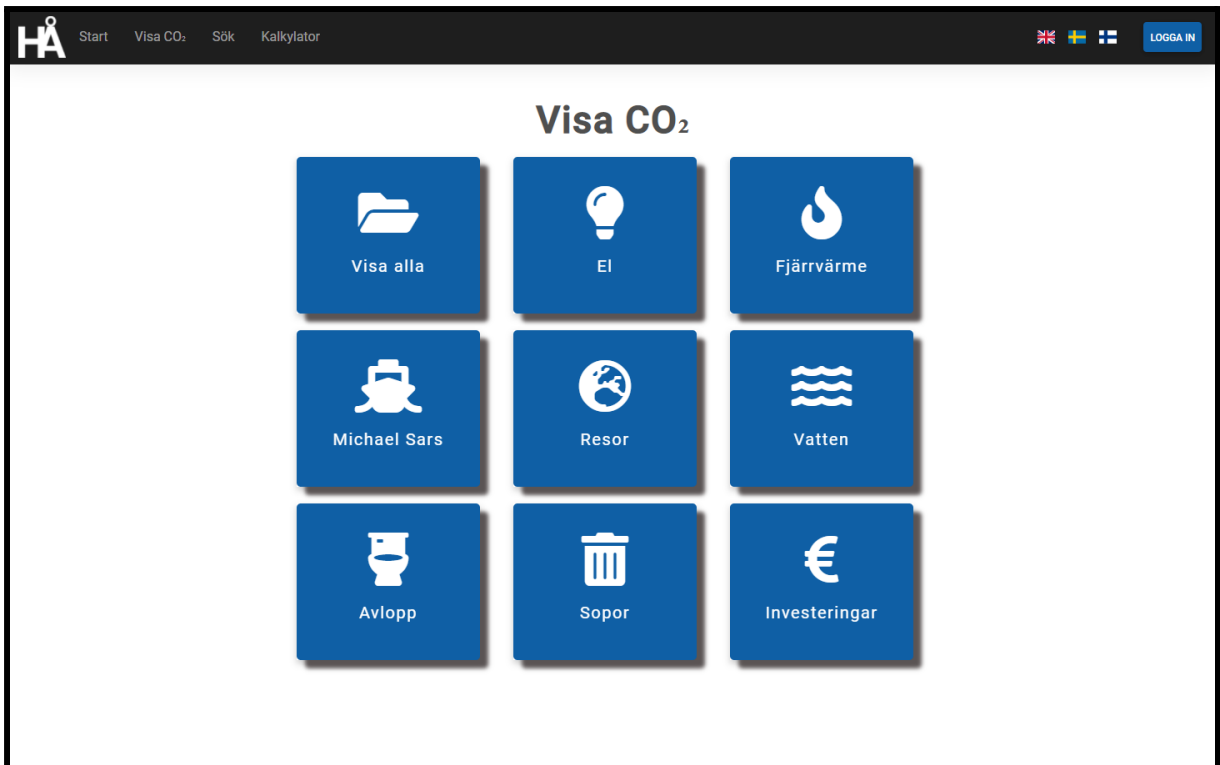 HÅ Start Visa CO₂ Sök Kalkylator LOGGA IN
Visa CO₂
Visa alla El Fjärrvärme
Michael Sars Resor Vatten
Avlopp Sopor Investeringar